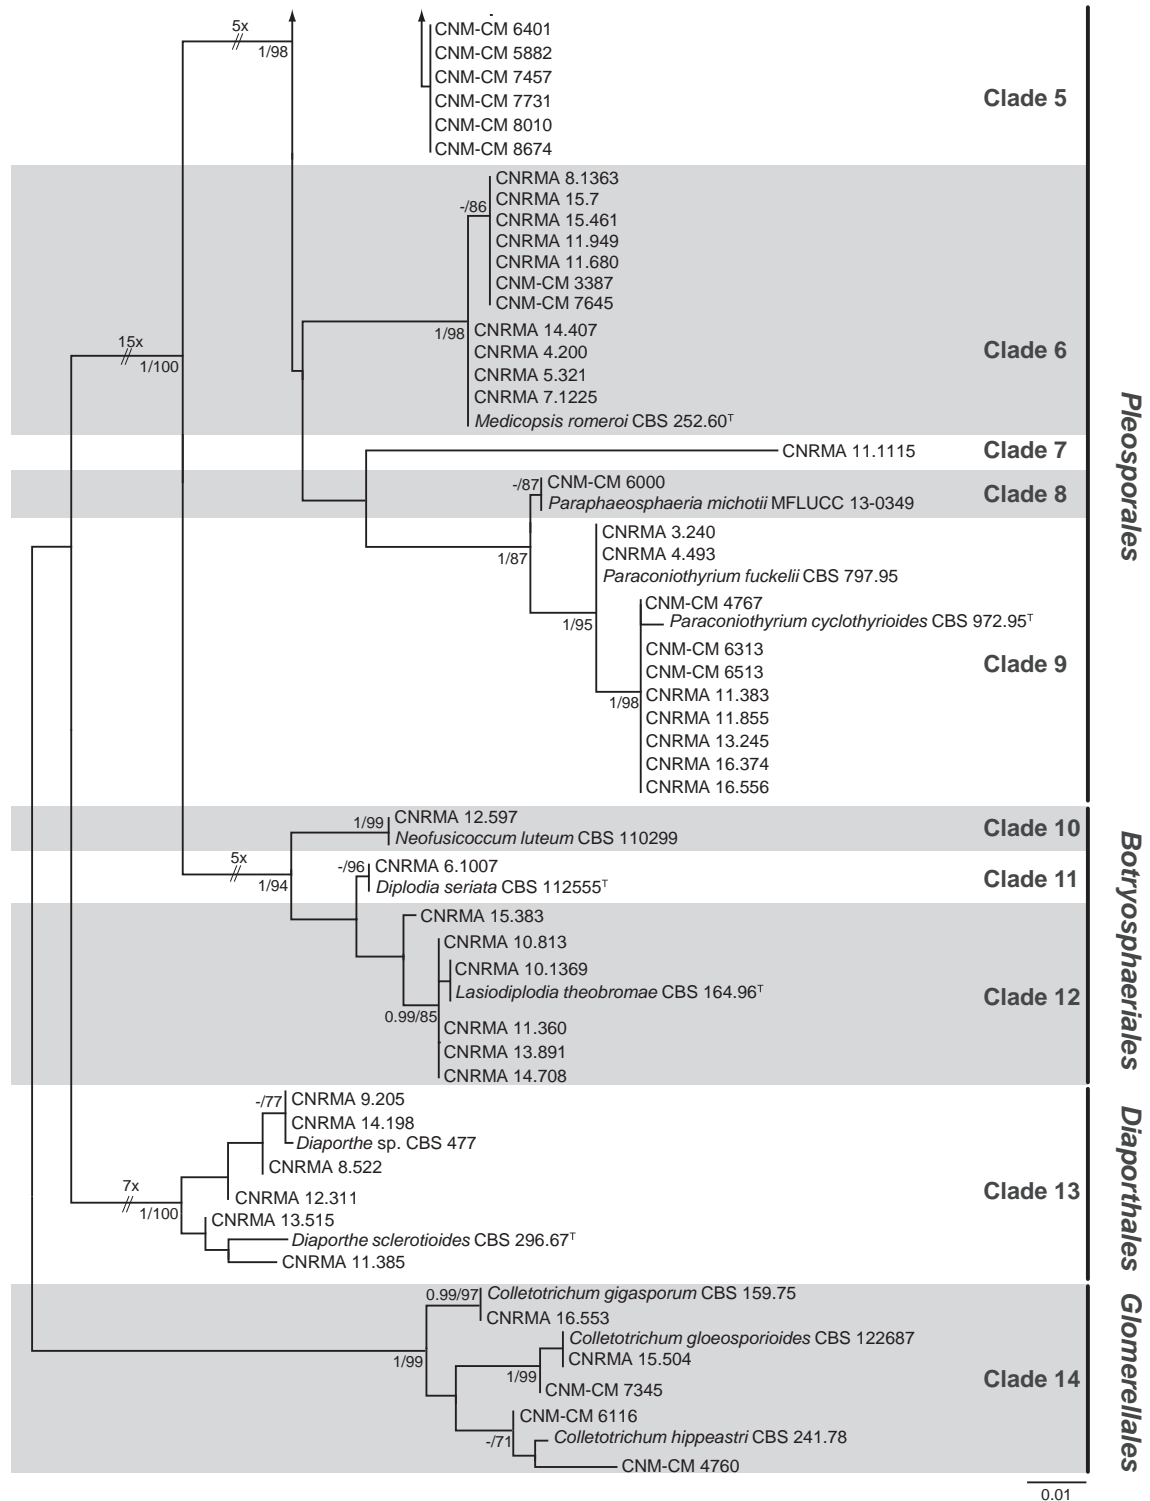 5x
1/98
CNM-CM 6401
CNM-CM 5882
CNM-CM 7457
CNM-CM 7731
CNM-CM 8010
CNM-CM 8674
Clade 5
CNRMA 8.1363
CNRMA 15.7
-/86
CNRMA 15.461
CNRMA 11.949
CNRMA 11.680
CNM-CM 3387
CNM-CM 7645
1/98
CNRMA 14.407
CNRMA 4.200
CNRMA 5.321
CNRMA 7.1225
Medicopsis romeroi CBS 252.60T
Clade 6
15x
1/100
CNRMA 11.1115
Clade 7
-/87
CNM-CM 6000
Paraphaeosphaeria michotii MFLUCC 13-0349
Clade 8
1/87
CNRMA 3.240
CNRMA 4.493
Paraconiothyrium fuckelii CBS 797.95
1/95
CNM-CM 4767
Paraconiothyrium cyclothyrioides CBS 972.95T
CNM-CM 6313
CNM-CM 6513
1/98
CNRMA 11.383
CNRMA 11.855
CNRMA 13.245
CNRMA 16.374
CNRMA 16.556
Clade 9
Pleosporales
1/99
CNRMA 12.597
Neofusicoccum luteum CBS 110299
Clade 10
5x
1/94
-/96
CNRMA 6.1007
Diplodia seriata CBS 112555T
Clade 11
CNRMA 15.383
CNRMA 10.813
CNRMA 10.1369
Lasiodiplodia theobromae CBS 164.96T
0.99/85
CNRMA 11.360
CNRMA 13.891
CNRMA 14.708
Clade 12
Botryosphaeriales
-/77
CNRMA 9.205
CNRMA 14.198
Diaporthe sp. CBS 477
CNRMA 8.522
7x
1/100
CNRMA 12.311
CNRMA 13.515
Diaporthe sclerotioides CBS 296.67T
CNRMA 11.385
Clade 13
Diaporthales
0.99/97
Colletotrichum gigasporum CBS 159.75
CNRMA 16.553
1/99
Colletotrichum gloeosporioides CBS 122687
CNRMA 15.504
1/99
CNM-CM 7345
CNM-CM 6116
-/71
Colletotrichum hippeastri CBS 241.78
CNM-CM 4760
Clade 14
Glomerellales
0.01